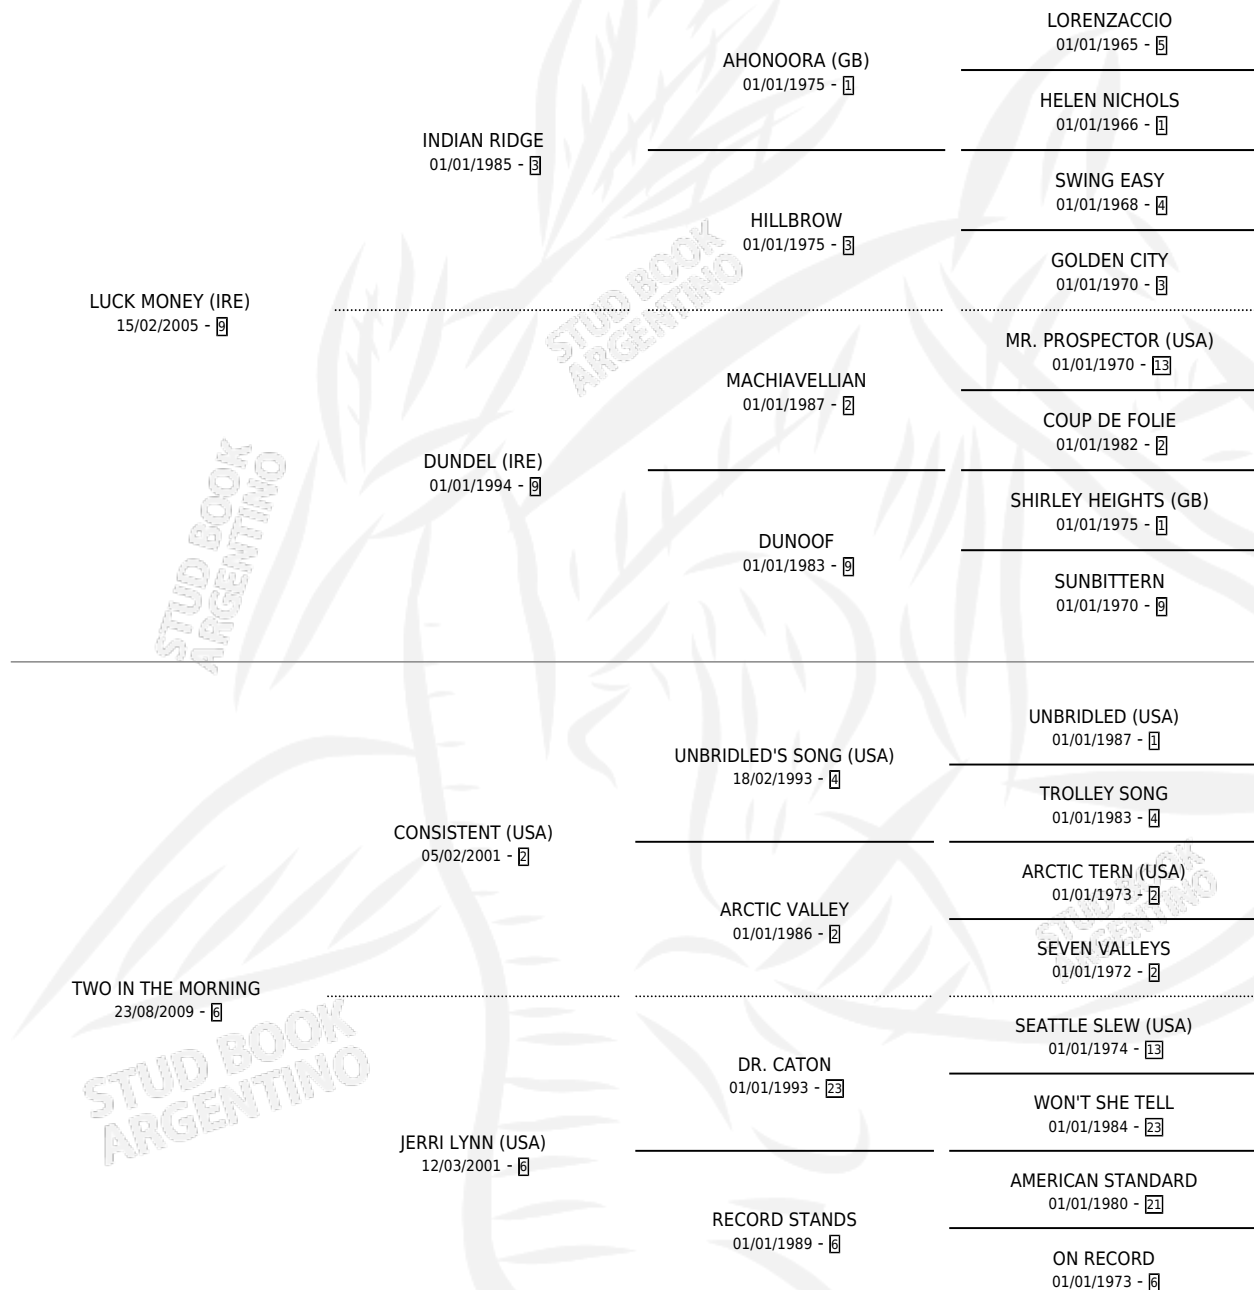 LORENZACCIO
01/01/1965 - 5
AHONOORA (GB)
01/01/1975 - 1
HELEN NICHOLS
01/01/1966 - 1
INDIAN RIDGE
01/01/1985 - 3
SWING EASY
01/01/1968 - 4
HILLBROW
01/01/1975 - 3
GOLDEN CITY
01/01/1970 - 3
LUCK MONEY (IRE)
15/02/2005 - 9
MR. PROSPECTOR (USA)
01/01/1970 - 13
MACHIAVELLIAN
01/01/1987 - 2
COUP DE FOLIE
01/01/1982 - 2
DUNDEL (IRE)
01/01/1994 - 9
SHIRLEY HEIGHTS (GB)
01/01/1975 - 1
DUNOOF
01/01/1983 - 9
SUNBITTERN
01/01/1970 - 9
UNBRIDLED (USA)
01/01/1987 - 1
UNBRIDLED'S SONG (USA)
18/02/1993 - 4
TROLLEY SONG
01/01/1983 - 4
CONSISTENT (USA)
05/02/2001 - 2
ARCTIC TERN (USA)
01/01/1973 - 2
ARCTIC VALLEY
01/01/1986 - 2
SEVEN VALLEYS
01/01/1972 - 2
TWO IN THE MORNING
23/08/2009 - 6
SEATTLE SLEW (USA)
01/01/1974 - 13
DR. CATON
01/01/1993 - 23
WON'T SHE TELL
01/01/1984 - 23
JERRI LYNN (USA)
12/03/2001 - 6
AMERICAN STANDARD
01/01/1980 - 21
RECORD STANDS
01/01/1989 - 6
ON RECORD
01/01/1973 - 6
STUD BOOK
ARGENTINO
STUD BOOK
ARGENTINO
STUD BOOK
ARGENTINO
STUD BOOK
ARGENTINO